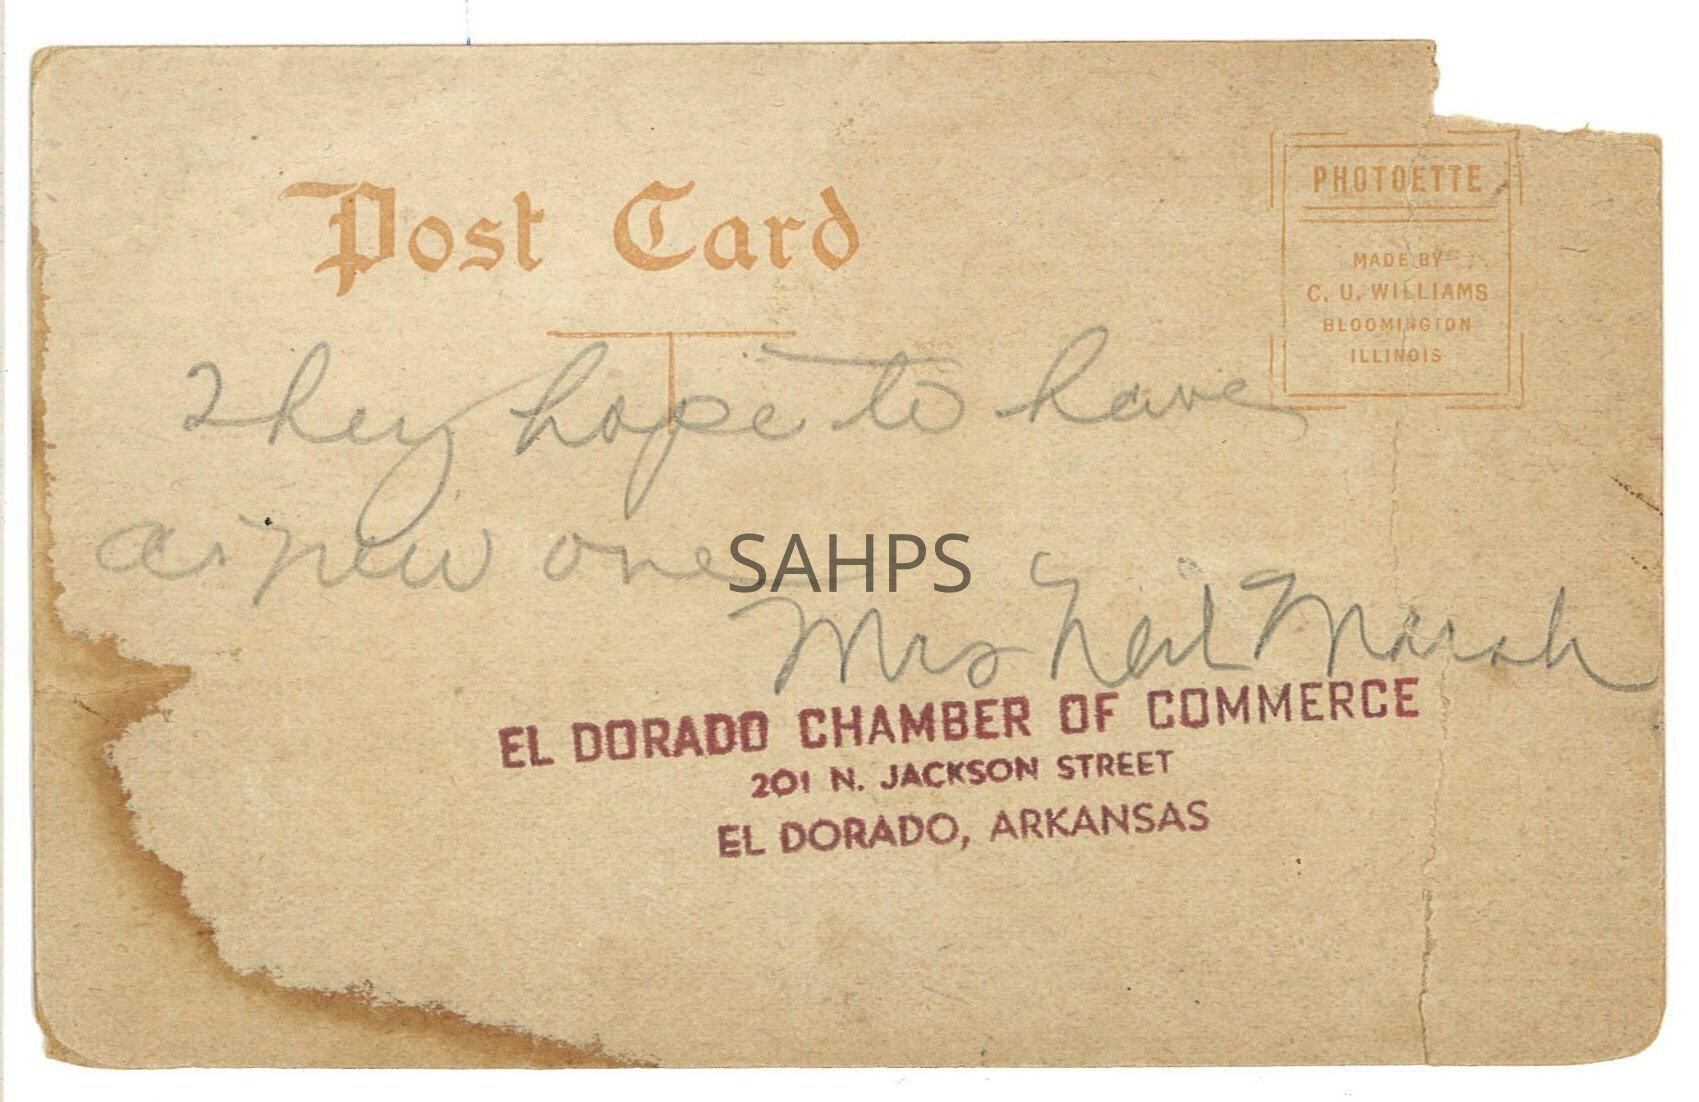 Post Card
PHOTOETTE
MADE BY
C. U. WILLIAMS
BLOOMINGTON
ILLINOIS
They hope to have
a new one
SAHPS
Mrs Neil Marsh
EL DORADO CHAMBER OF COMMERCE
201 N. JACKSON STREET
EL DORADO, ARKANSAS